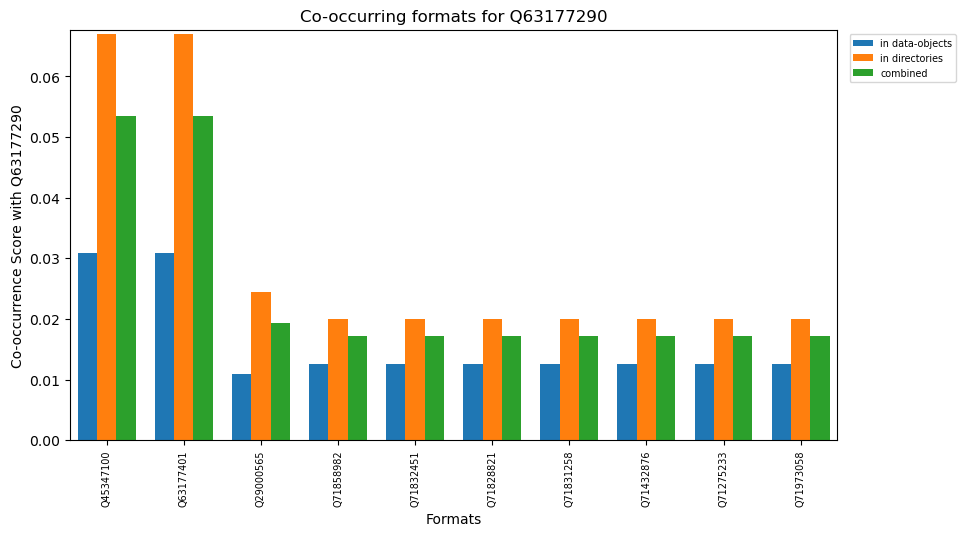 Co-occurring formats for Q63177290
in data-objects
in directories
combined
Co-occurrence Score with Q63177290
0.06
0.05
0.04
0.03
0.02
0.01
0.00
Q45347100
Q63177401
Q29000565
Q71858982
Q71832451
Q71828821
Q71831258
Q71432876
Q71275233
Q71973058
Formats